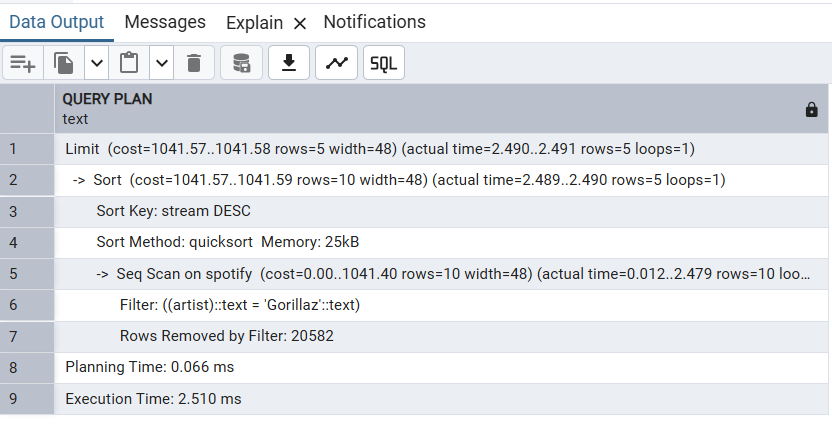 Data Output Messages Explain Notifications
SQL
QUERY PLAN
text
1 Limit (cost=1041.57..1041.58 rows=5 width=48) (actual time=2.490..2.491 rows=5 loops=1)
2 -> Sort (cost=1041.57..1041.59 rows=10 width=48) (actual time=2.489..2.490 rows=5 loops=1)
3 Sort Key: stream DESC
4 Sort Method: quicksort Memory: 25kB
5 -> Seq Scan on spotify (cost=0.00..1041.40 rows=10 width=48) (actual time=0.012..2.479 rows=10 loo...
6 Filter: ((artist)::text = 'Gorillaz'::text)
7 Rows Removed by Filter: 20582
8 Planning Time: 0.066 ms
9 Execution Time: 2.510 ms